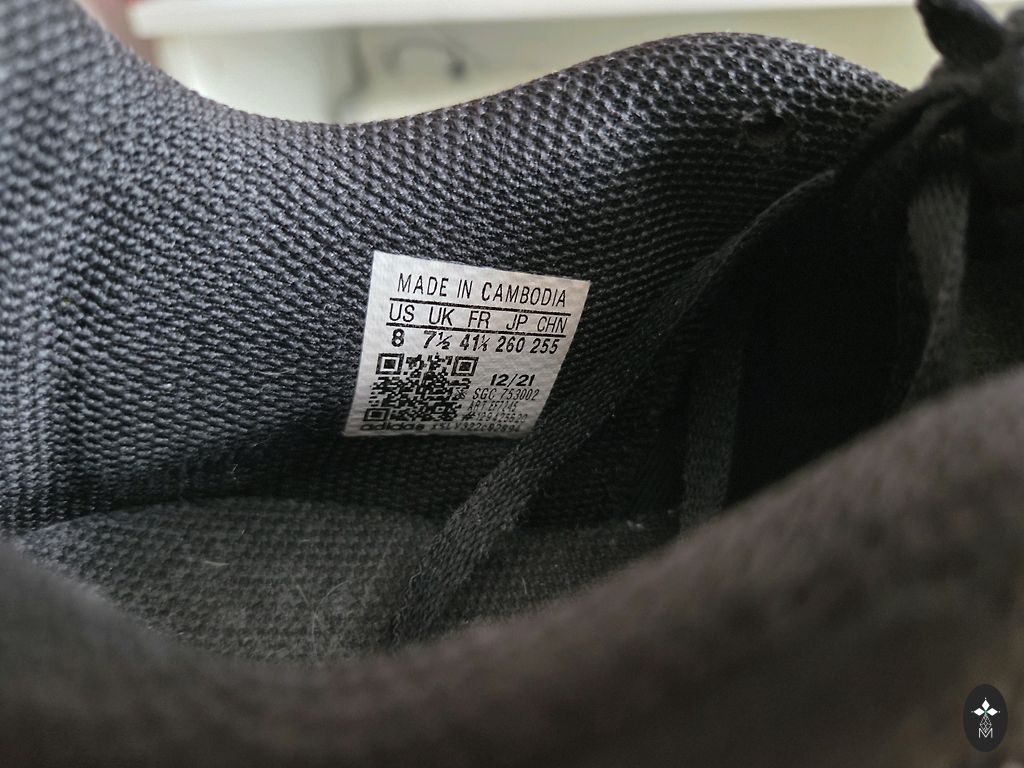 MADE IN CAMBODIA
US UK FR JP CHN
8 7½ 41⅓ 260 255
12/21
SGC 753002
ART
adidas
M